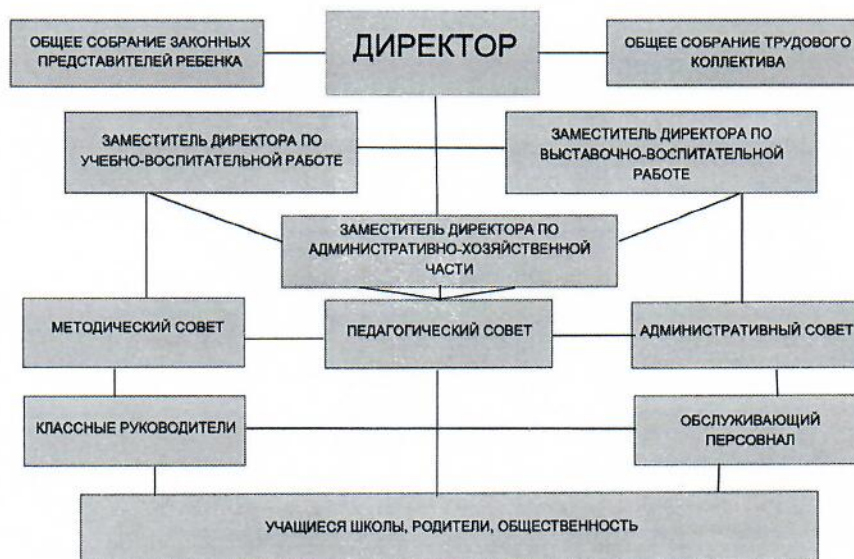 ОБЩЕЕ СОБРАНИЕ ЗАКОННЫХ
ПРЕДСТАВИТЕЛЕЙ РЕБЕНКА
ДИРЕКТОР
ОБЩЕЕ СОБРАНИЕ ТРУДОВОГО
КОЛЛЕКТИВА
ЗАМЕСТИТЕЛЬ ДИРЕКТОРА ПО
УЧЕБНО-ВОСПИТАТЕЛЬНОЙ РАБОТЕ
ЗАМЕСТИТЕЛЬ ДИРЕКТОРА ПО
ВЫСТАВОЧНО-ВОСПИТАТЕЛЬНОЙ
РАБОТЕ
ЗАМЕСТИТЕЛЬ ДИРЕКТОРА ПО
АДМИНИСТРАТИВНО-ХОЗЯЙСТВЕННОЙ
ЧАСТИ
МЕТОДИЧЕСКИЙ СОВЕТ
ПЕДАГОГИЧЕСКИЙ СОВЕТ
АДМИНИСТРАТИВНЫЙ СОВЕТ
КЛАССНЫЕ РУКОВОДИТЕЛИ
ОБСЛУЖИВАЮЩИЙ
ПЕРСОВНАЛ
УЧАЩИЕСЯ ШКОЛЫ, РОДИТЕЛИ, ОБЩЕСТВЕННОСТЬ